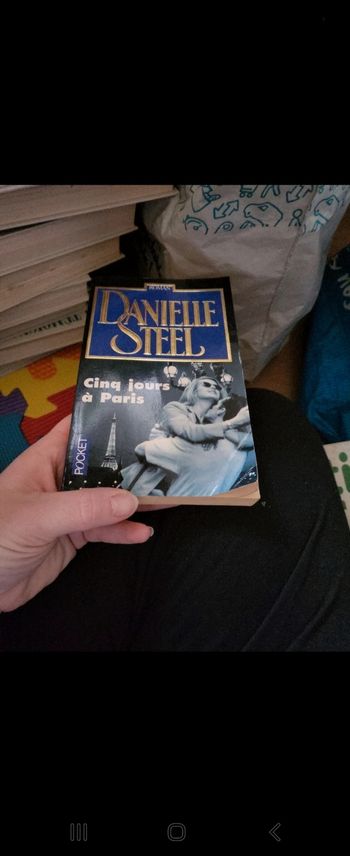 ROMAN
DANIELLE
STEEL
Cinq jours
à Paris
POCKET